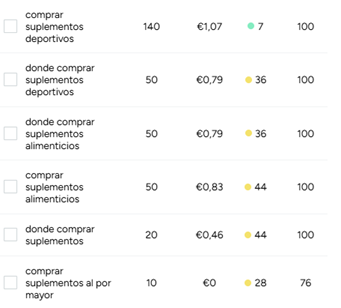 comprar
suplementos
deportivos
140 €1,07 7 100
donde comprar
suplementos
deportivos
50 €0,79 36 100
donde comprar
suplementos
alimenticios
50 €0,79 36 100
comprar
suplementos
alimenticios
50 €0,83 44 100
donde comprar
suplementos
20 €0,46 44 100
comprar
suplementos al por
mayor
10 €0 28 76